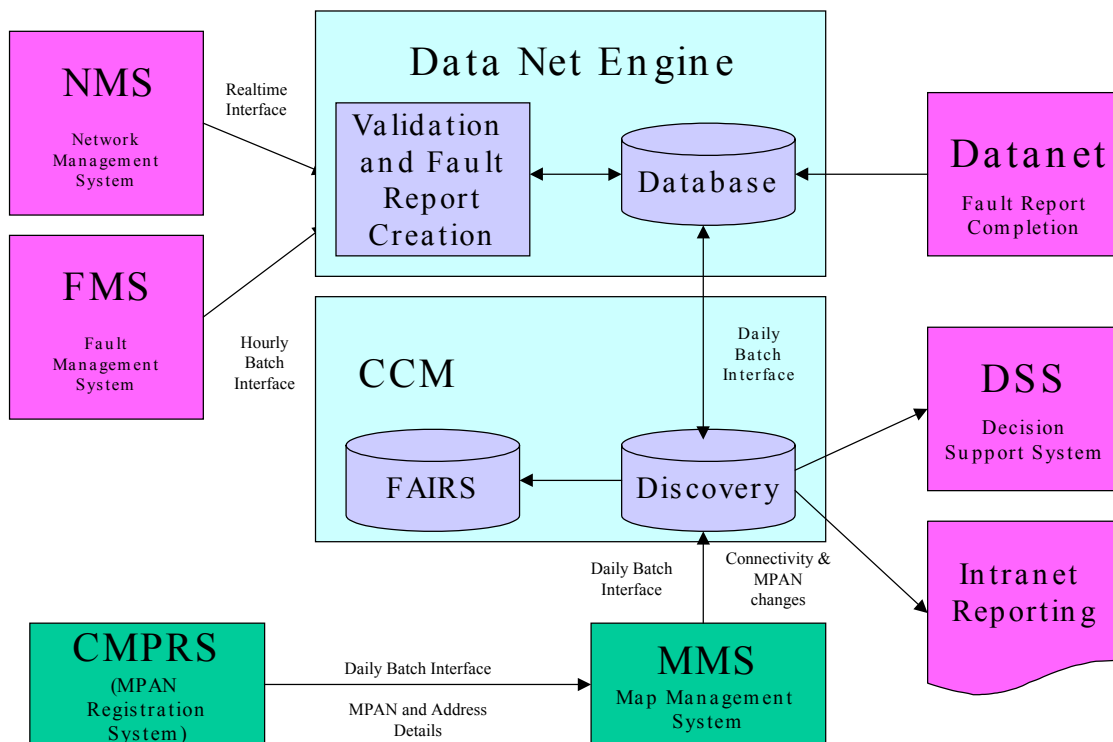 NMS
Network
Management
System
Realtime
Interface
Data Net Engine
Validation
and Fault
Report
Creation
Database
Datanet
Fault Report
Completion
FMS
Fault
Management
System
Hourly
Batch
Interface
CCM
Daily
Batch
Interface
FAIRS
Discovery
DSS
Decision
Support System
Intranet
Reporting
Daily Batch
Interface
Connectivity &
MPAN
changes
CMPRS
(MPAN
Registration
System)
Daily Batch Interface
MPAN and Address
Details
MMS
Map Management
System